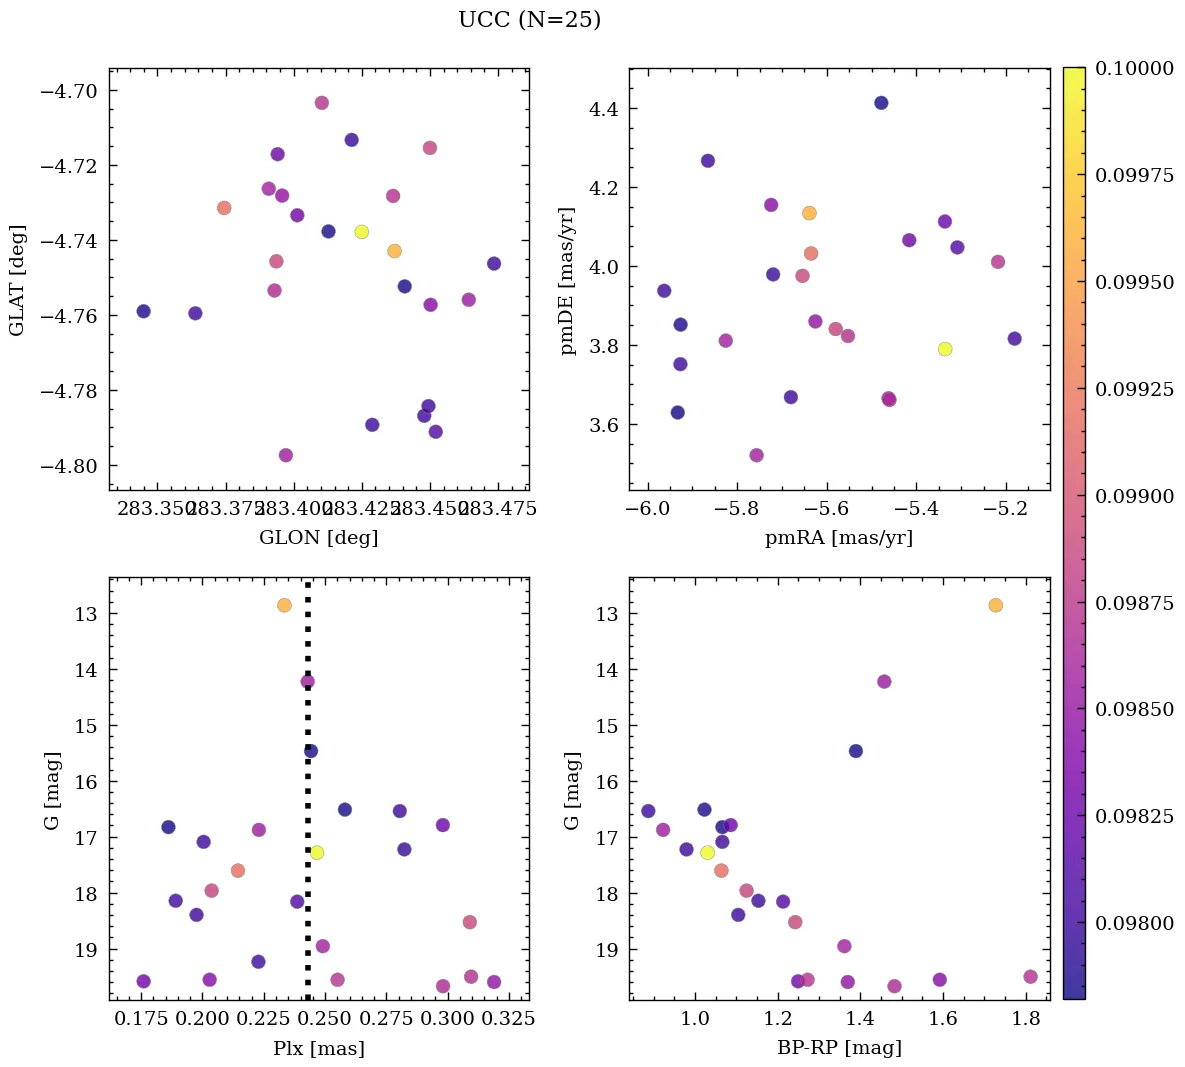 UCC (N=25)
−4.70
−4.72
−4.74
−4.76
−4.78
−4.80
GLAT [deg]
283.350 283.375 283.400 283.425 283.450 283.475
GLON [deg]
4.4
4.2
4.0
3.8
3.6
pmDE [mas/yr]
−6.0 −5.8 −5.6 −5.4 −5.2
pmRA [mas/yr]
13
14
15
16
17
18
19
G [mag]
0.175 0.200 0.225 0.250 0.275 0.300 0.325
Plx [mas]
13
14
15
16
17
18
19
G [mag]
1.0 1.2 1.4 1.6 1.8
BP-RP [mag]
0.10000
0.09975
0.09950
0.09925
0.09900
0.09875
0.09850
0.09825
0.09800